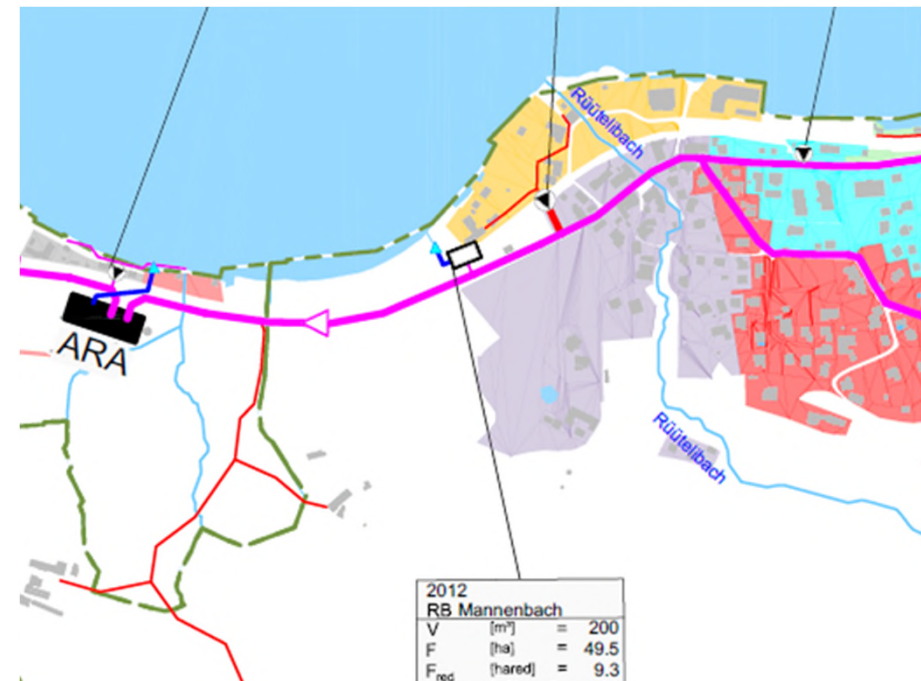 Rüütelibach
ARA
Rüütelibach
2012
RB Mannenbach
V [m³] = 200
F [ha] = 49.5
Fred [hared] = 9.3